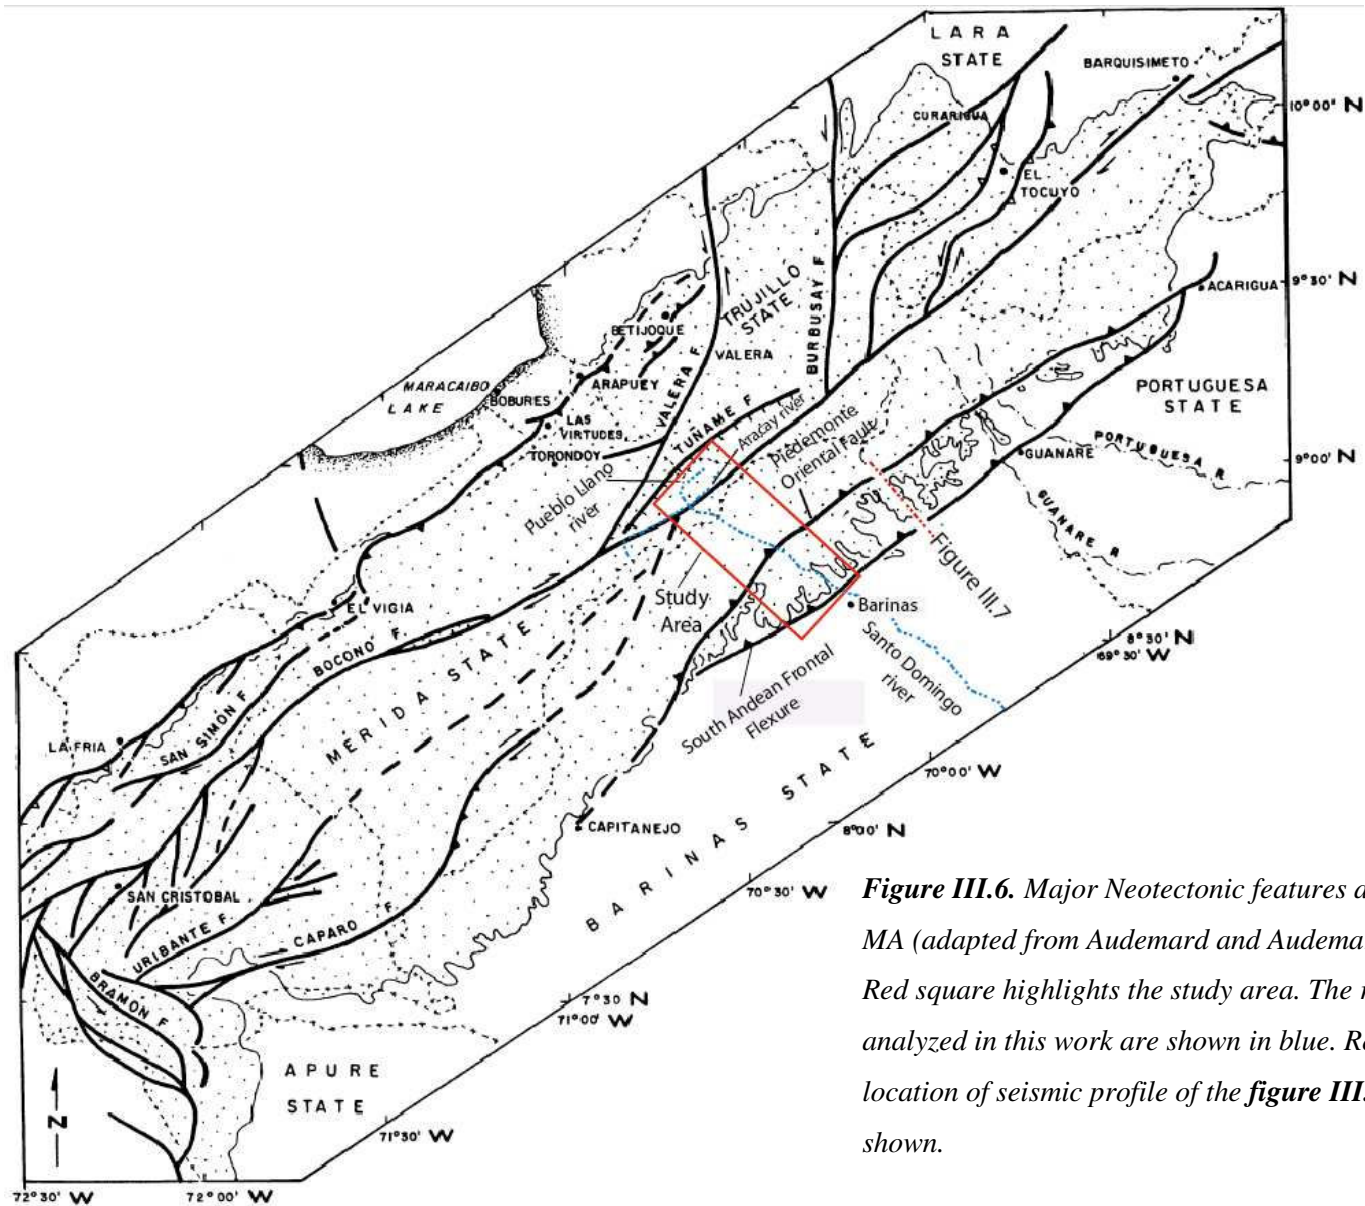 LARA
STATE
BARQUISIMETO
10°00' N
CURARIGUA
EL
TOCUYO
9°30' N
ACARIGUA
TRUJILLO
STATE
BURBUSAY F
BETIJOQUE
VALERA F
VALERA
MARACAIBO
LAKE
ARAPUEY
BOBURES
LAS
VIRTUDES
TORONDOY
TUÑAME F
Aracay river
Piedemonte
Oriental Fault
PORTUGUESA
STATE
PORTUGUESA R
GUANARE
9°00' N
GUANARE R
Pueblo Llano
river
Figure III.7
Study
Area
Barinas
Santo Domingo
river
8°30' N
69°30' W
EL VIGIA
BOCONO F
MERIDA STATE
South Andean Frontal
Flexure
SAN SIMÓN F
LA FRIA
70°00' W
CAPITANEJO
8°00' N
BARINAS STATE
70°30' W
SAN CRISTOBAL
URIBANTE F
CAPARO F
BRAMON F
7°30 N
71°00' W
APURE
STATE
N
71°30' W
72°30' W
72°00' W
Figure III.6. Major Neotectonic features
MA (adapted from Audemard and
Red square highlights the study area. The
analyzed in this work are shown in blue.
location of seismic profile of the figure III.
shown.